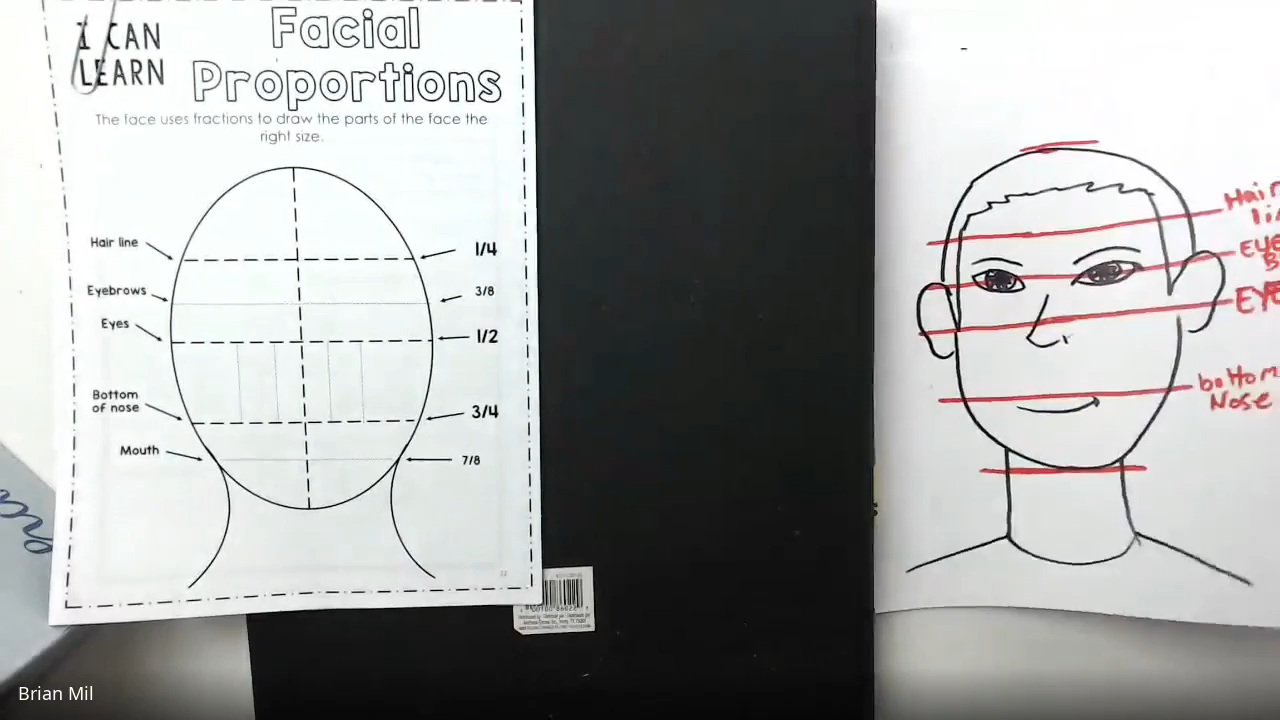 I CAN
LEARN
Facial
Proportions
The face uses fractions to draw the parts of the face the
right size.
Hair line
1/4
Eyebrows
3/8
Eyes
1/2
Bottom
of nose
3/4
Mouth
7/8
Hair
EYE
bottom
Nose
Brian Mil